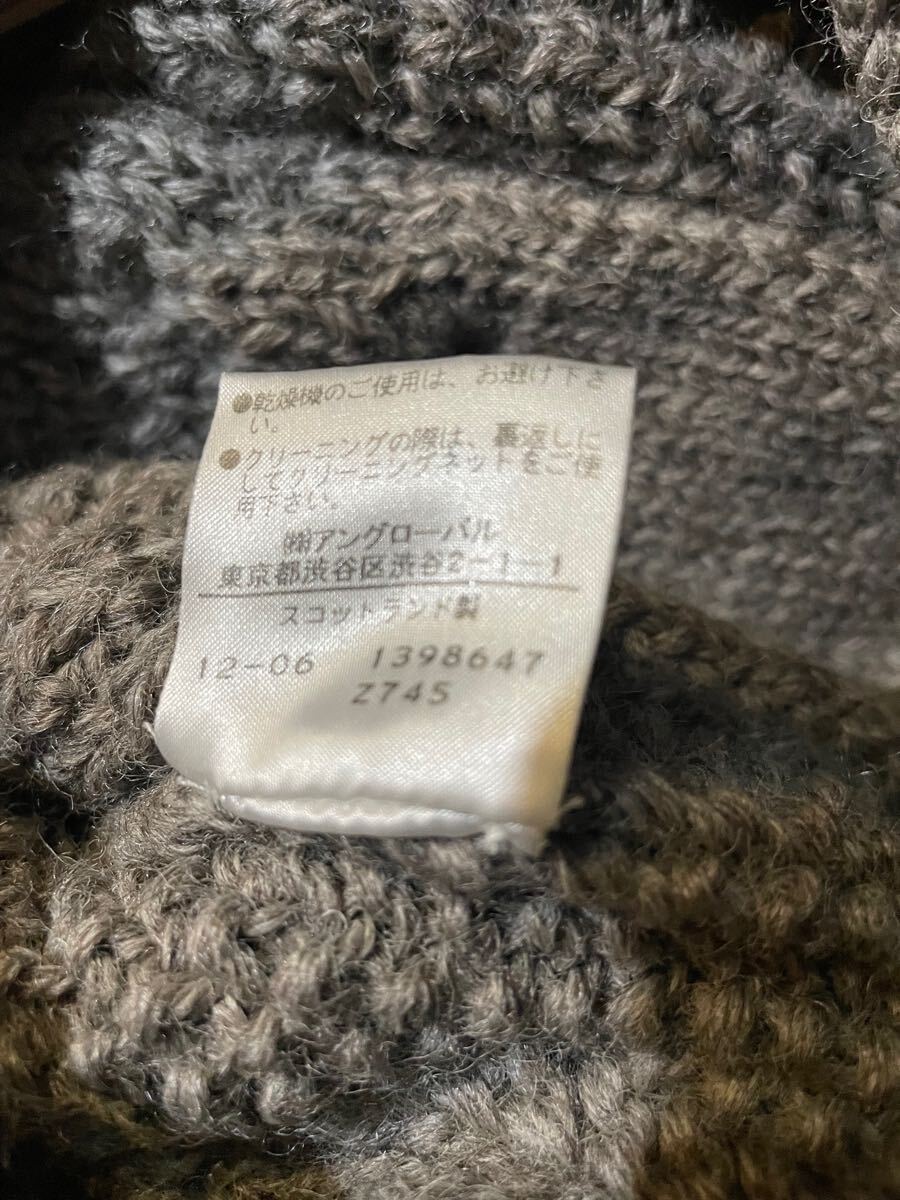 ●乾燥機のご使用は、お避け下さ
い。
●クリーニングの際は、裏返しに
してクリーニングネットをご使
用下さい。
㈱アングローバル
東京都渋谷区渋谷2-1-1
スコットランド製
12-06 1398647
Z745